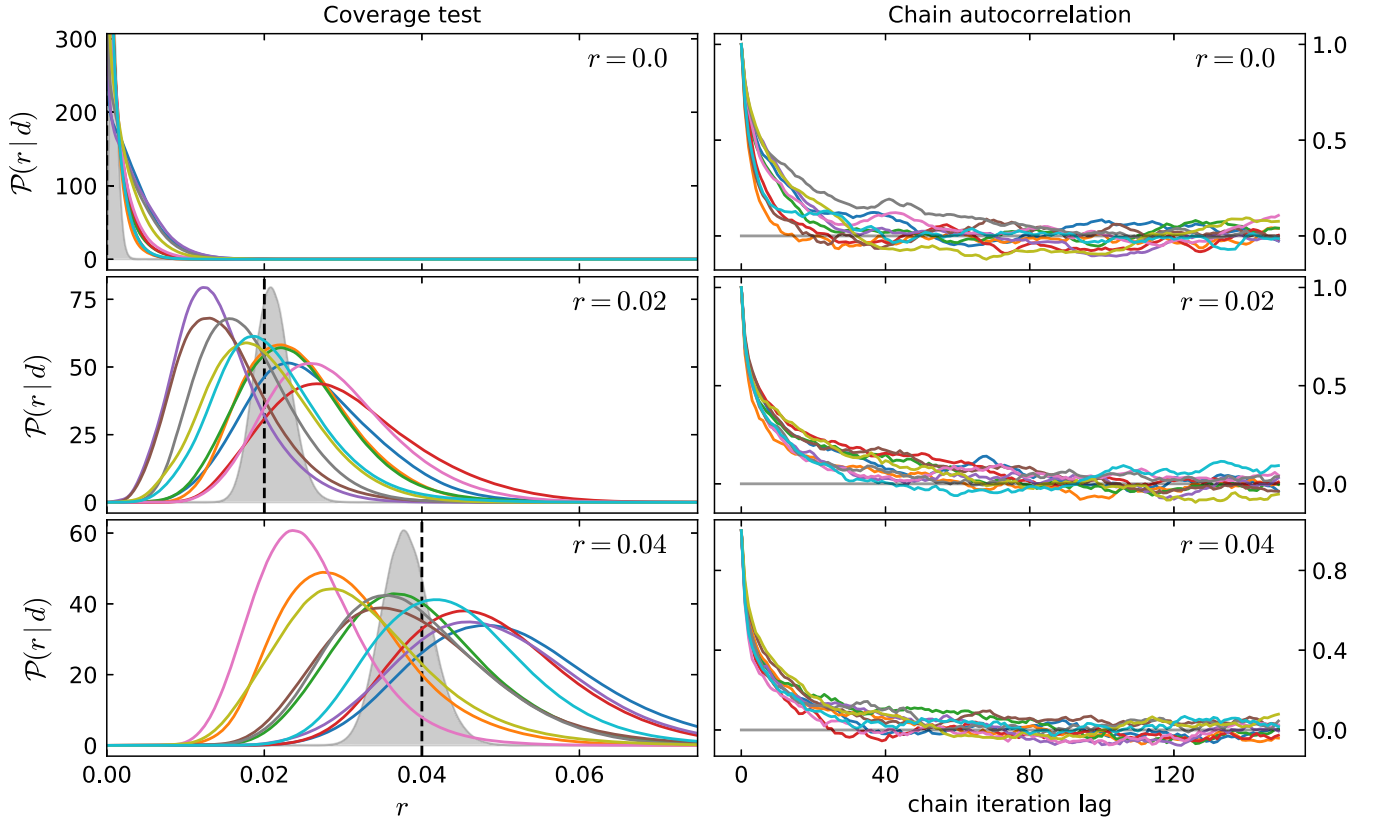 Coverage test
Chain autocorrelation
300
200
100
0
𝒫(r | d)
r = 0.0
r = 0.0
1.0
0.5
0.0
75
50
25
0
𝒫(r | d)
r = 0.02
r = 0.02
1.0
0.5
0.0
60
40
20
0
𝒫(r | d)
r = 0.04
r = 0.04
0.8
0.4
0.0
0.00 0.02 0.04 0.06
0 40 80 120
r
chain iteration lag